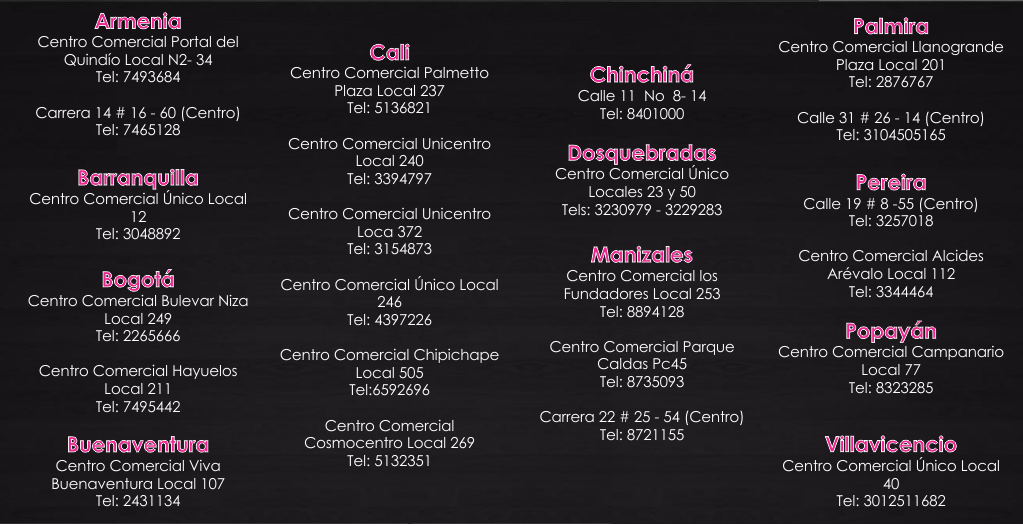 Armenia
Centro Comercial Portal del
Quindío Local N2- 34
Tel: 7493684
Carrera 14 # 16 - 60 (Centro)
Tel: 7465128
Barranquilla
Centro Comercial Único Local
12
Tel: 3048892
Bogotá
Centro Comercial Bulevar Niza
Local 249
Tel: 2265666
Centro Comercial Hayuelos
Local 211
Tel: 7495442
Buenaventura
Centro Comercial Viva
Buenaventura Local 107
Tel: 2431134
Cali
Centro Comercial Palmetto
Plaza Local 237
Tel: 5136821
Centro Comercial Unicentro
Local 240
Tel: 3394797
Centro Comercial Unicentro
Loca 372
Tel: 3154873
Centro Comercial Único Local
246
Tel: 4397226
Centro Comercial Chipichape
Local 505
Tel:6592696
Centro Comercial
Cosmocentro Local 269
Tel: 5132351
Chinchiná
Calle 11  No  8- 14
Tel: 8401000
Dosquebradas
Centro Comercial Único
Locales 23 y 50
Tels: 3230979 - 3229283
Manizales
Centro Comercial los
Fundadores Local 253
Tel: 8894128
Centro Comercial Parque
Caldas Pc45
Tel: 8735093
Carrera 22 # 25 - 54 (Centro)
Tel: 8721155
Palmira
Centro Comercial Llanogrande
Plaza Local 201
Tel: 2876767
Calle 31 # 26 - 14 (Centro)
Tel: 3104505165
Pereira
Calle 19 # 8 -55 (Centro)
Tel: 3257018
Centro Comercial Alcides
Arévalo Local 112
Tel: 3344464
Popayán
Centro Comercial Campanario
Local 77
Tel: 8323285
Villavicencio
Centro Comercial Único Local
40
Tel: 3012511682